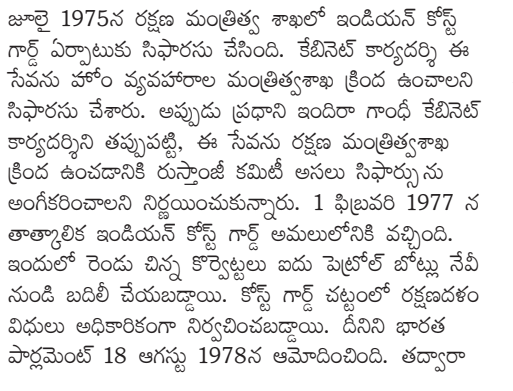 జూలై 1975న రక్షణ మంత్రిత్వ శాఖలో ఇండియన్ కోస్ట్
గార్డ్ ఏర్పాటుకు సిఫారసు చేసింది. కేబినెట్ కార్యదర్శి ఈ
సేవను హోం వ్యవహారాల మంత్రిత్వశాఖ క్రింద ఉంచాలని
సిఫారసు చేశారు. అప్పుడు ప్రధాని ఇందిరా గాంధీ కేబినెట్
కార్యదర్శిని తప్పుపట్టి, ఈ సేవను రక్షణ మంత్రిత్వశాఖ
క్రింద ఉంచడానికి రుస్తాంజీ కమిటీ అసలు సిఫార్సును
అంగీకరించాలని నిర్ణయించుకున్నారు. 1 ఫిబ్రవరి 1977 న
తాత్కాలిక ఇండియన్ కోస్ట్ గార్డ్ అమలులోనికి వచ్చింది.
ఇందులో రెండు చిన్న కొర్వెట్టలు ఐదు పెట్రోల్ బోట్లు నేవీ
నుండి బదిలీ చేయబడ్డాయి. కోస్ట్ గార్డ్ చట్టంలో రక్షణదళం
విధులు అధికారికంగా నిర్వచించబడ్డాయి. దీనిని భారత
పార్లమెంట్ 18 ఆగస్టు 1978న ఆమోదించింది. తద్వారా